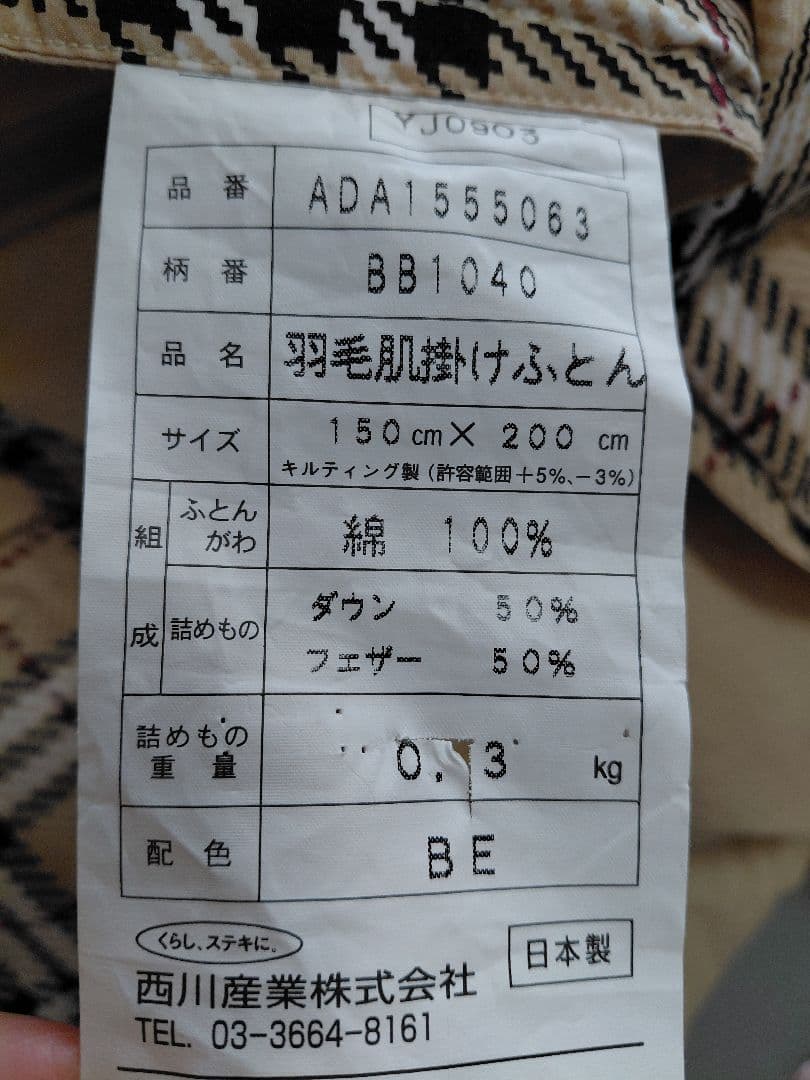 YJ0903
品番 ADA1555063
柄番 BB1040
品名 羽毛肌掛けふとん
サイズ 150cm×200cm
キルティング製（許容範囲+5%、-3%）
組成 ふとんがわ 綿 100%
詰めもの ダウン 50%
フェザー 50%
詰めもの重量 0.3 kg
配色 BE
くらし、ステキに。
日本製
西川産業株式会社
TEL. 03-3664-8161